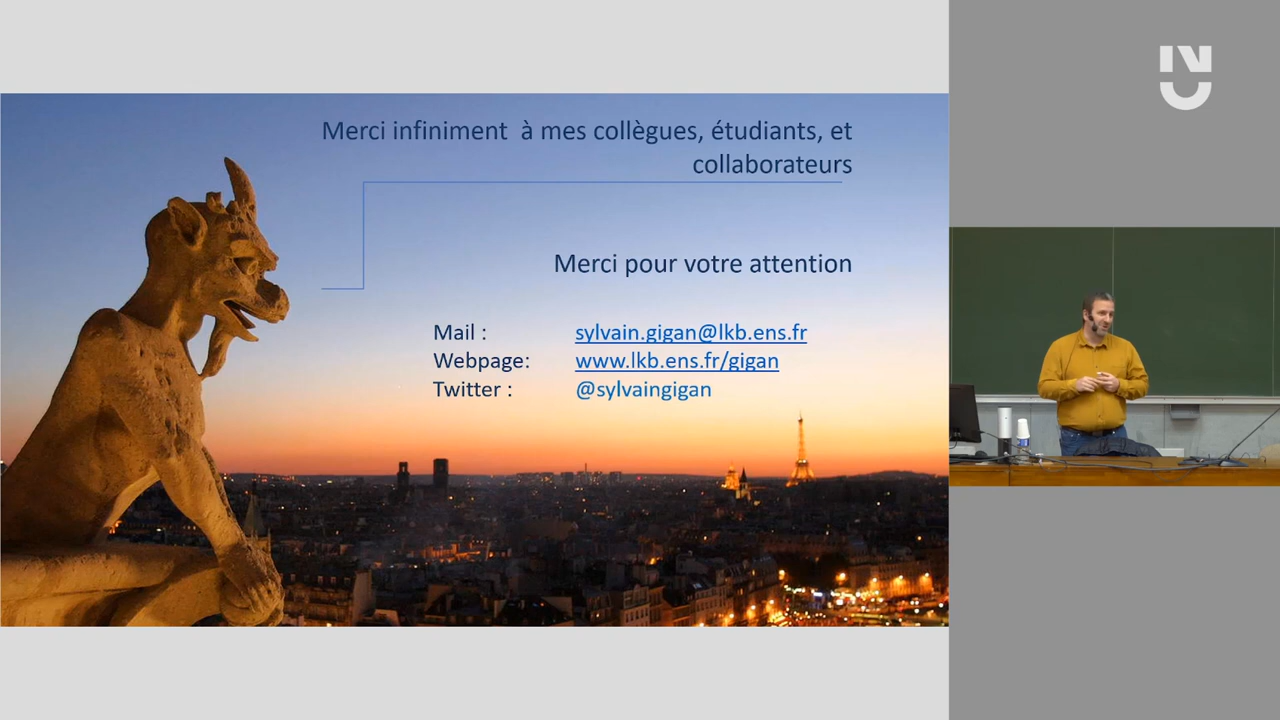 Merci infiniment à mes collègues, étudiants, et
collaborateurs
Merci pour votre attention
Mail : sylvain.gigan@lkb.ens.fr
Webpage: www.lkb.ens.fr/gigan
Twitter : @sylvaingigan